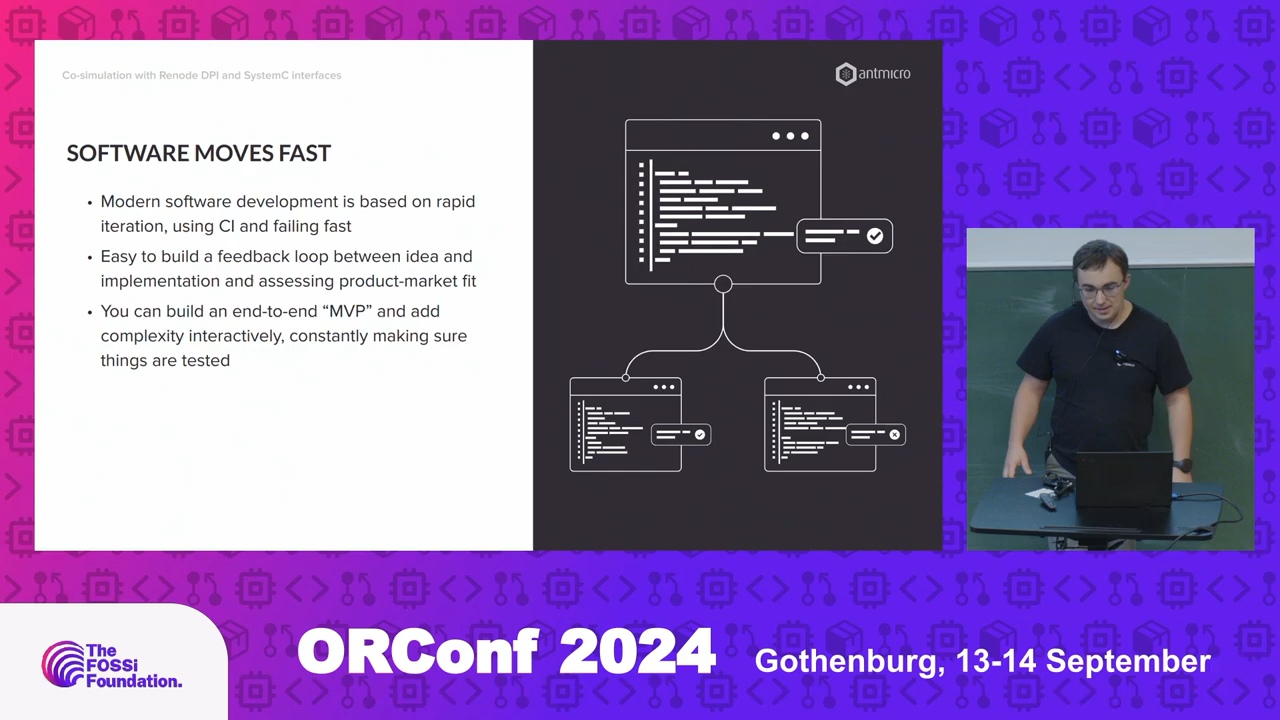 Co-simulation with Renode DPI and SystemC interfaces
antmicro
SOFTWARE MOVES FAST
• Modern software development is based on rapid
iteration, using CI and failing fast
• Easy to build a feedback loop between idea and
implementation and assessing product-market fit
• You can build an end-to-end “MVP” and add
complexity interactively, constantly making sure
things are tested
The
FOSSi
Foundation.
ORConf 2024
Gothenburg, 13-14 September